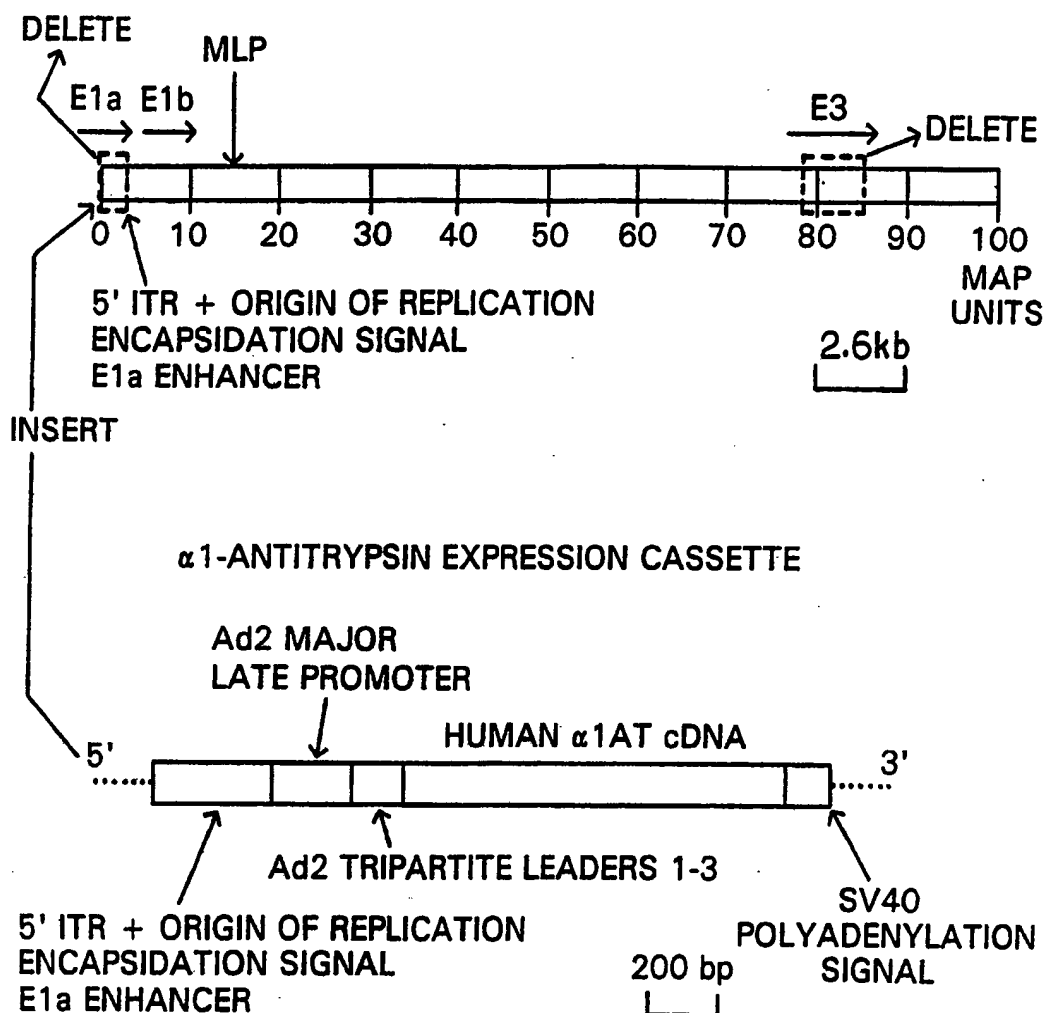 DELETE
MLP
E1a E1b
E3
DELETE
0 10 20 30 40 50 60 70 80 90 100
MAP
UNITS
5' ITR + ORIGIN OF REPLICATION
ENCAPSIDATION SIGNAL
E1a ENHANCER
2.6kb
INSERT
α1-ANTITRYPSIN EXPRESSION CASSETTE
Ad2 MAJOR
LATE PROMOTER
HUMAN α1AT cDNA
5'
3'
Ad2 TRIPARTITE LEADERS 1-3
SV40
POLYADENYLATION
SIGNAL
5' ITR + ORIGIN OF REPLICATION
ENCAPSIDATION SIGNAL
E1a ENHANCER
200 bp